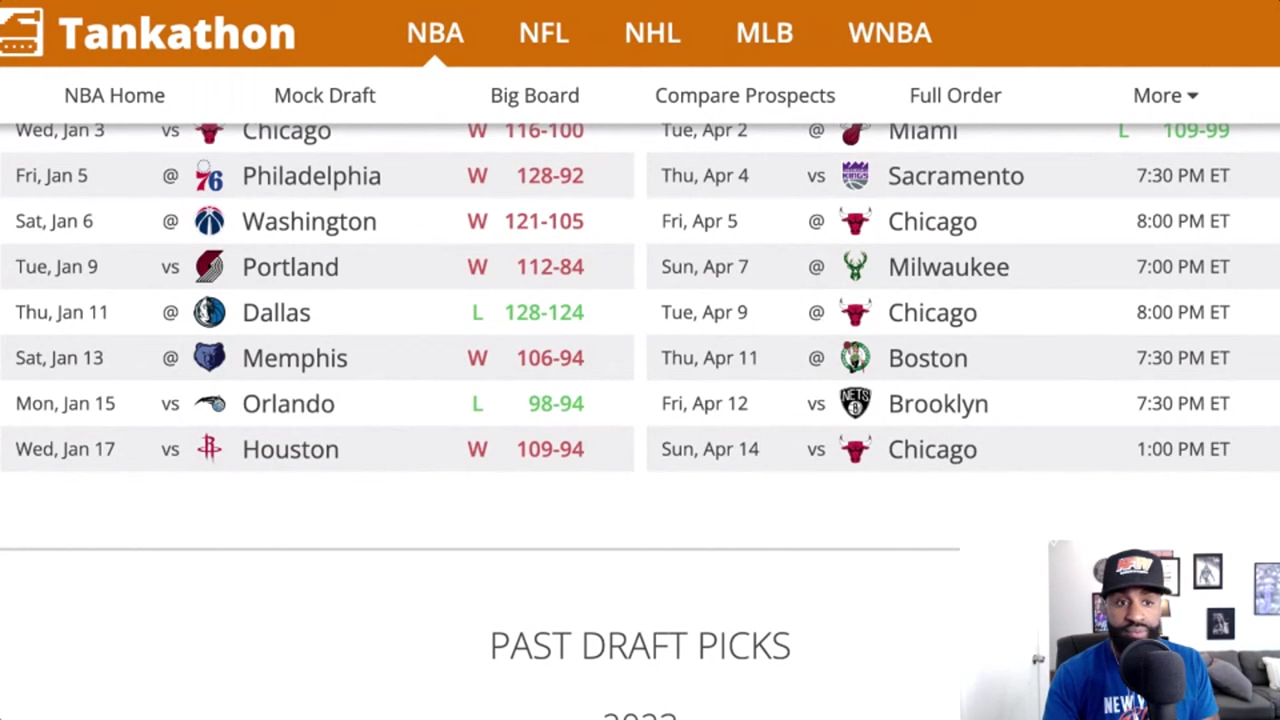 Tankathon NBA NFL NHL MLB WNBA
NBA Home Mock Draft Big Board Compare Prospects Full Order More
Wed, Jan 3 vs Chicago W 116-100 Tue, Apr 2 @ Miami L 109-99
Fri, Jan 5 @ 76 Philadelphia W 128-92 Thu, Apr 4 vs KINGS Sacramento 7:30 PM ET
Sat, Jan 6 @ Washington W 121-105 Fri, Apr 5 @ Chicago 8:00 PM ET
Tue, Jan 9 vs Portland W 112-84 Sun, Apr 7 @ Milwaukee 7:00 PM ET
Thu, Jan 11 @ Dallas L 128-124 Tue, Apr 9 @ Chicago 8:00 PM ET
Sat, Jan 13 @ Memphis W 106-94 Thu, Apr 11 @ Boston 7:30 PM ET
Mon, Jan 15 vs Orlando L 98-94 Fri, Apr 12 vs NETS Brooklyn 7:30 PM ET
Wed, Jan 17 vs Houston W 109-94 Sun, Apr 14 vs Chicago 1:00 PM ET
PAST DRAFT PICKS
NEW